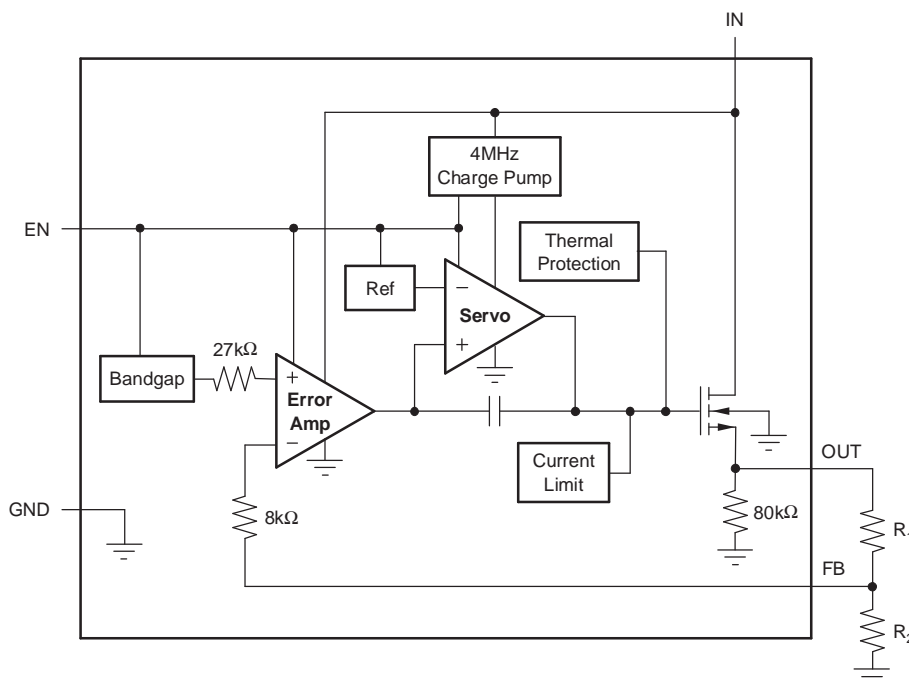 IN
4MHz
Charge Pump
EN
Thermal
Protection
Ref
−
Servo
+
27kΩ
Bandgap
+
Error
Amp
−
Current
Limit
OUT
GND
8kΩ
80kΩ
R
FB
R2